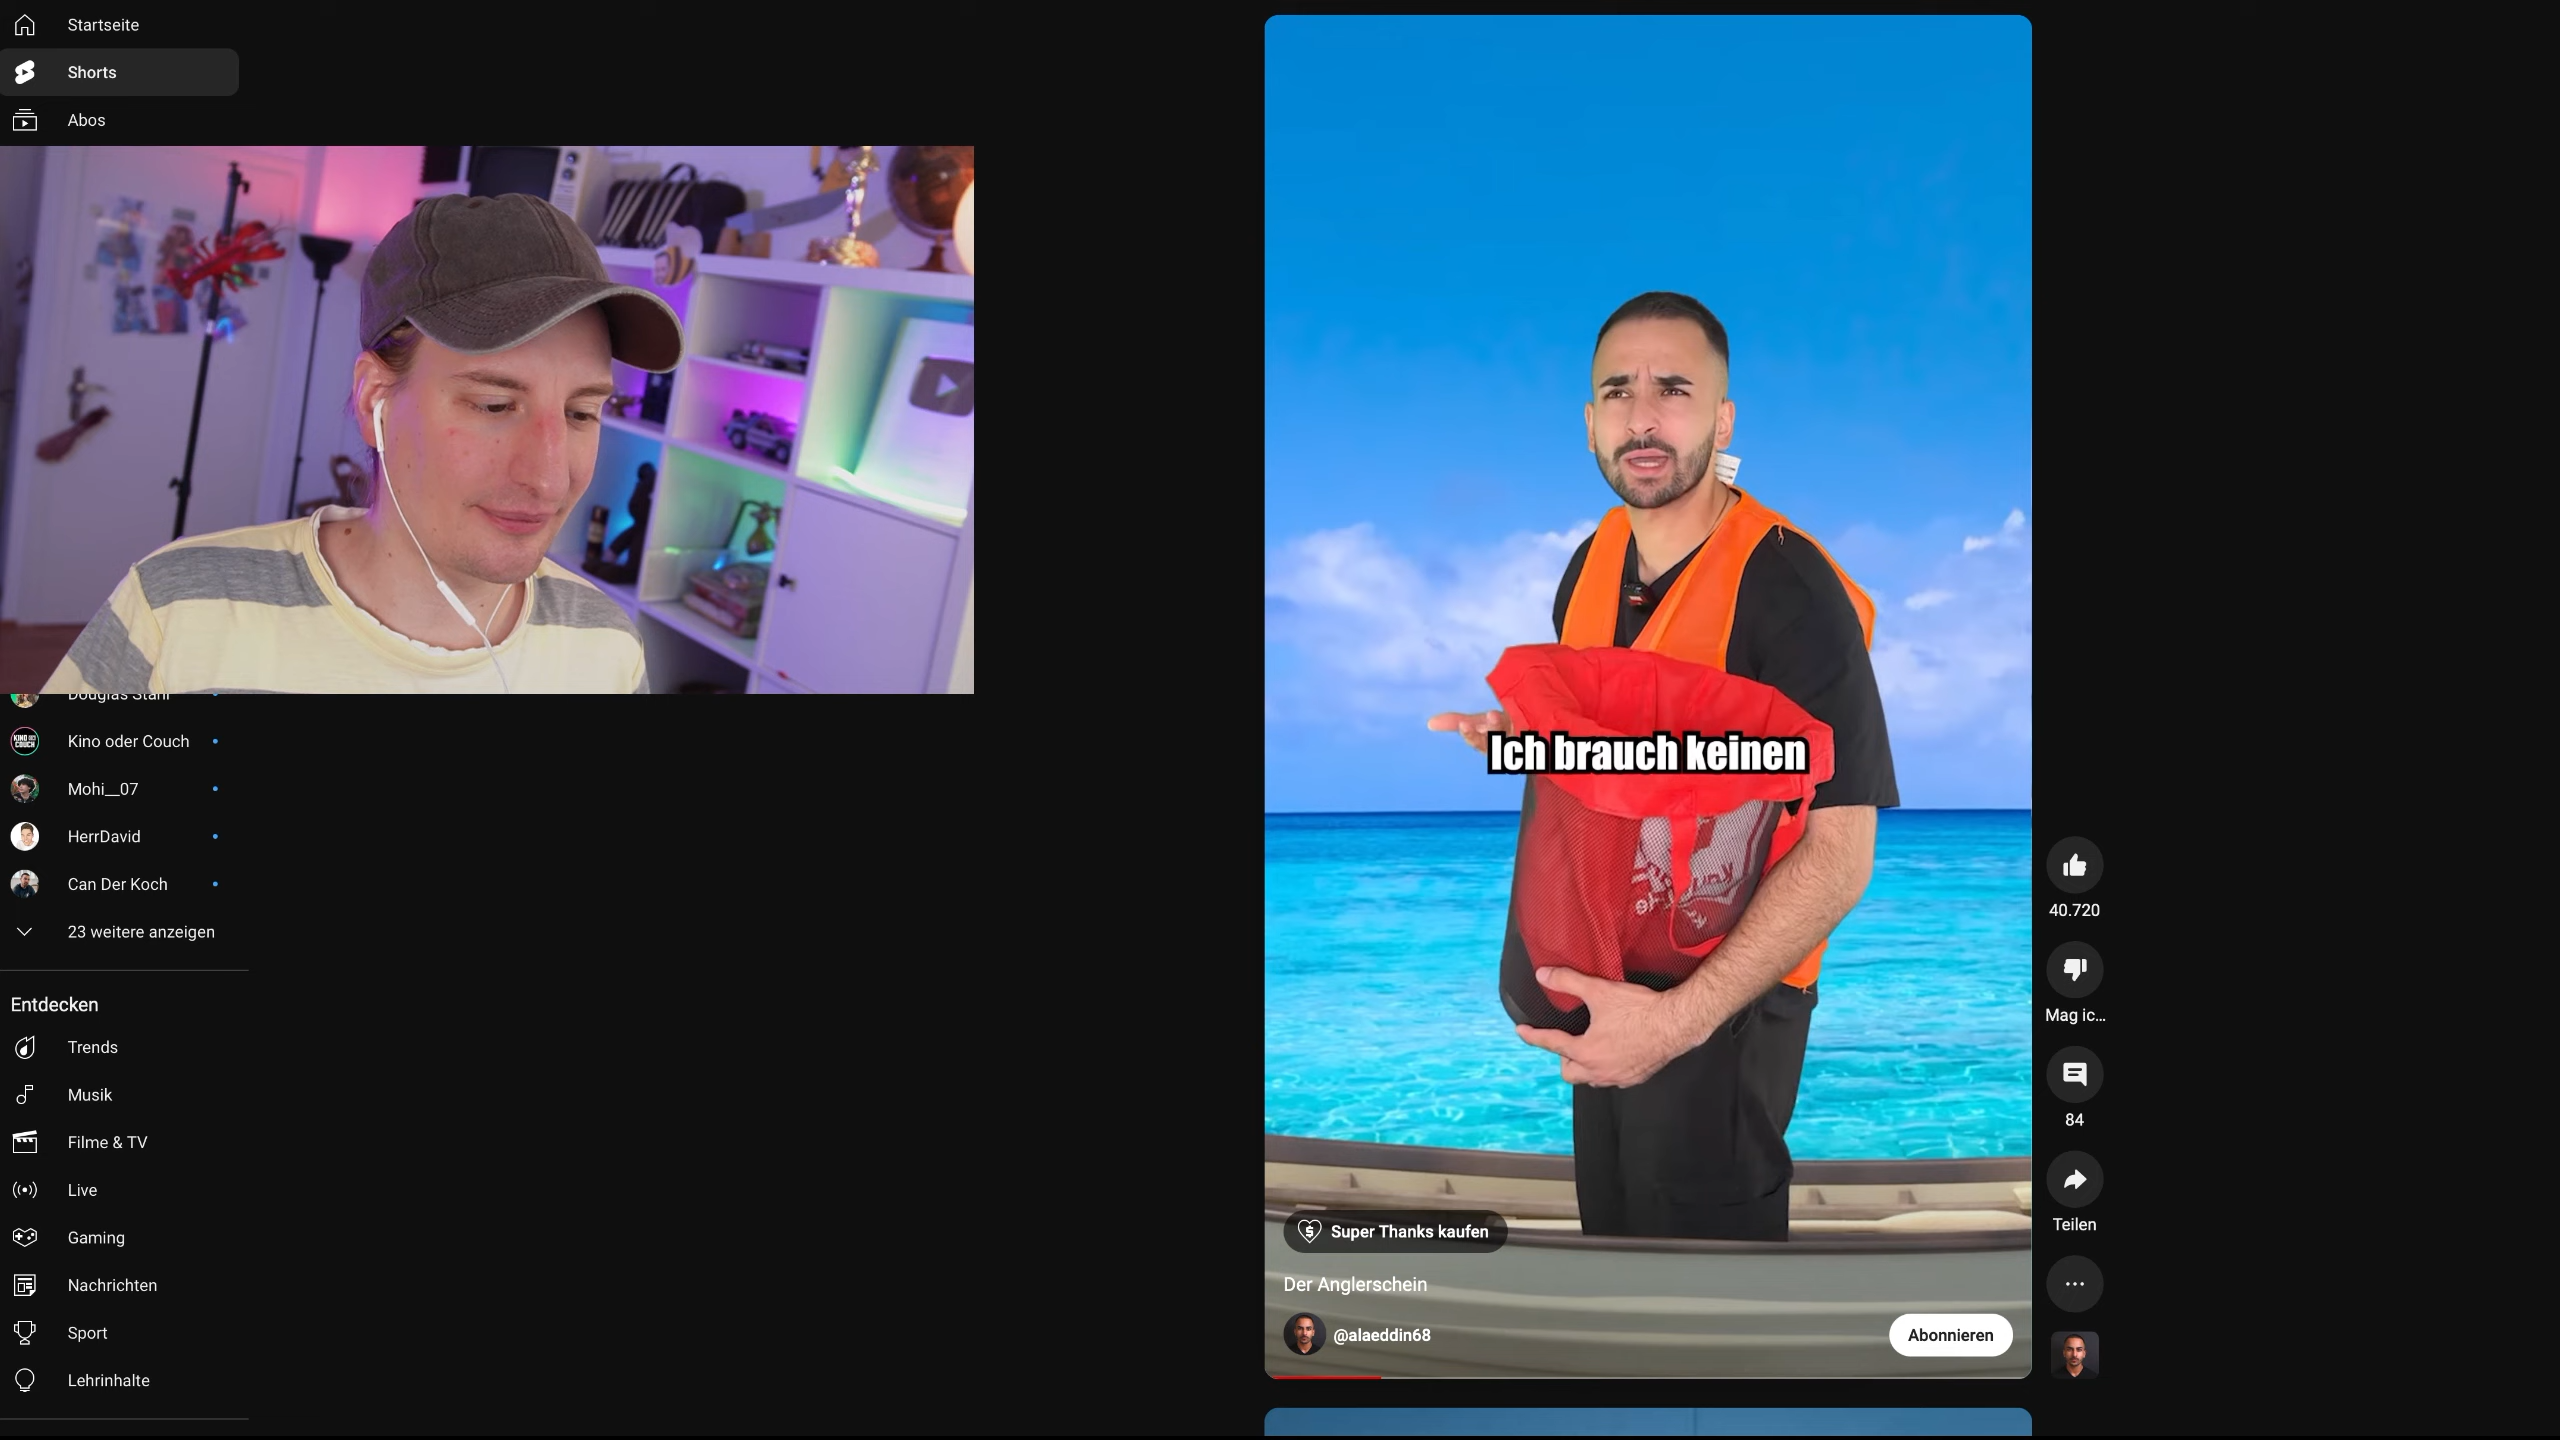 Startseite
Shorts
Abos
Douglas Stahl
Kino oder Couch
Mohi__07
HerrDavid
Can Der Koch
23 weitere anzeigen
Entdecken
Trends
Musik
Filme & TV
Live
Gaming
Nachrichten
Sport
Lehrinhalte
Ich brauch keinen
Super Thanks kaufen
Der Anglerschein
@alaeddin68
Abonnieren
40.720
Mag ic...
84
Teilen